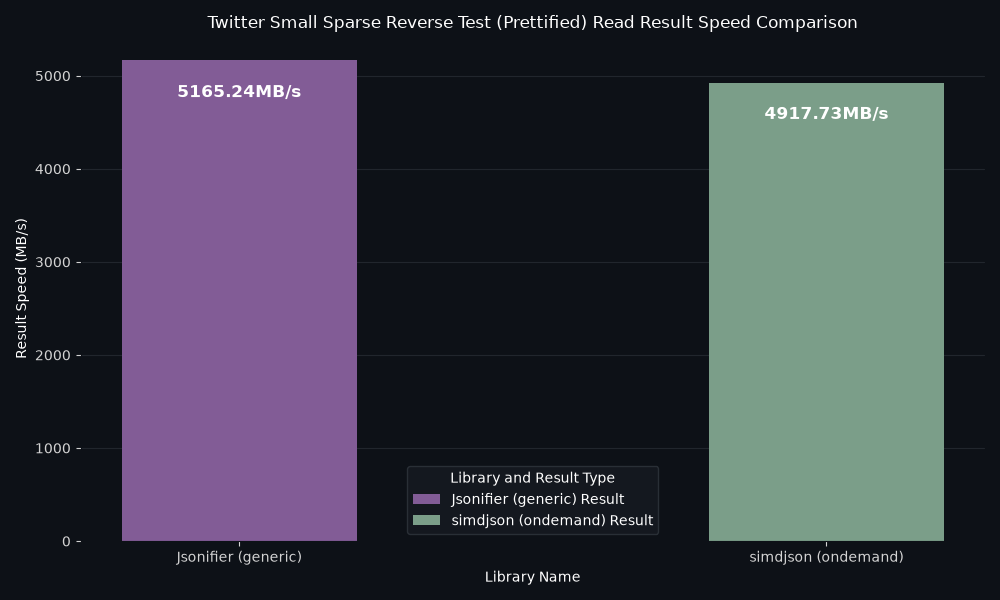 Twitter Small Sparse Reverse Test (Prettified) Read Result Speed Comparison
Result Speed (MB/s)
5000
4000
3000
2000
1000
0
5165.24MB/s
4917.73MB/s
Library and Result Type
Jsonifier (generic) Result
simdjson (ondemand) Result
Jsonifier (generic)
simdjson (ondemand)
Library Name